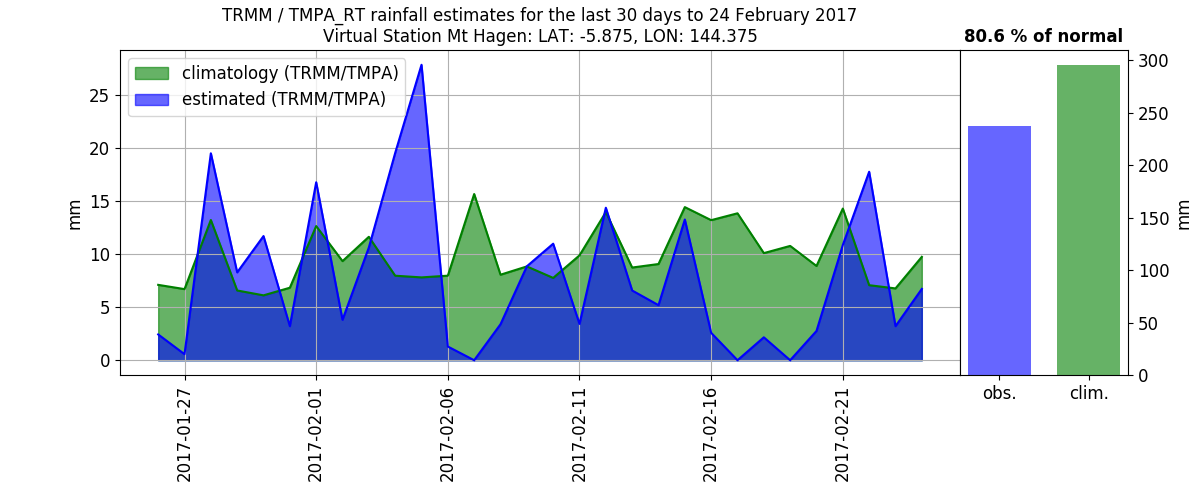 TRMM / TMPA_RT rainfall estimates for the last 30 days to 24 February 2017
Virtual Station Mt Hagen: LAT: -5.875, LON: 144.375
80.6 % of normal
climatology (TRMM/TMPA)
estimated (TRMM/TMPA)
mm
25
20
15
10
5
0
2017-01-27
2017-02-01
2017-02-06
2017-02-11
2017-02-16
2017-02-21
obs.
clim.
300
250
200
150
100
50
0
mm